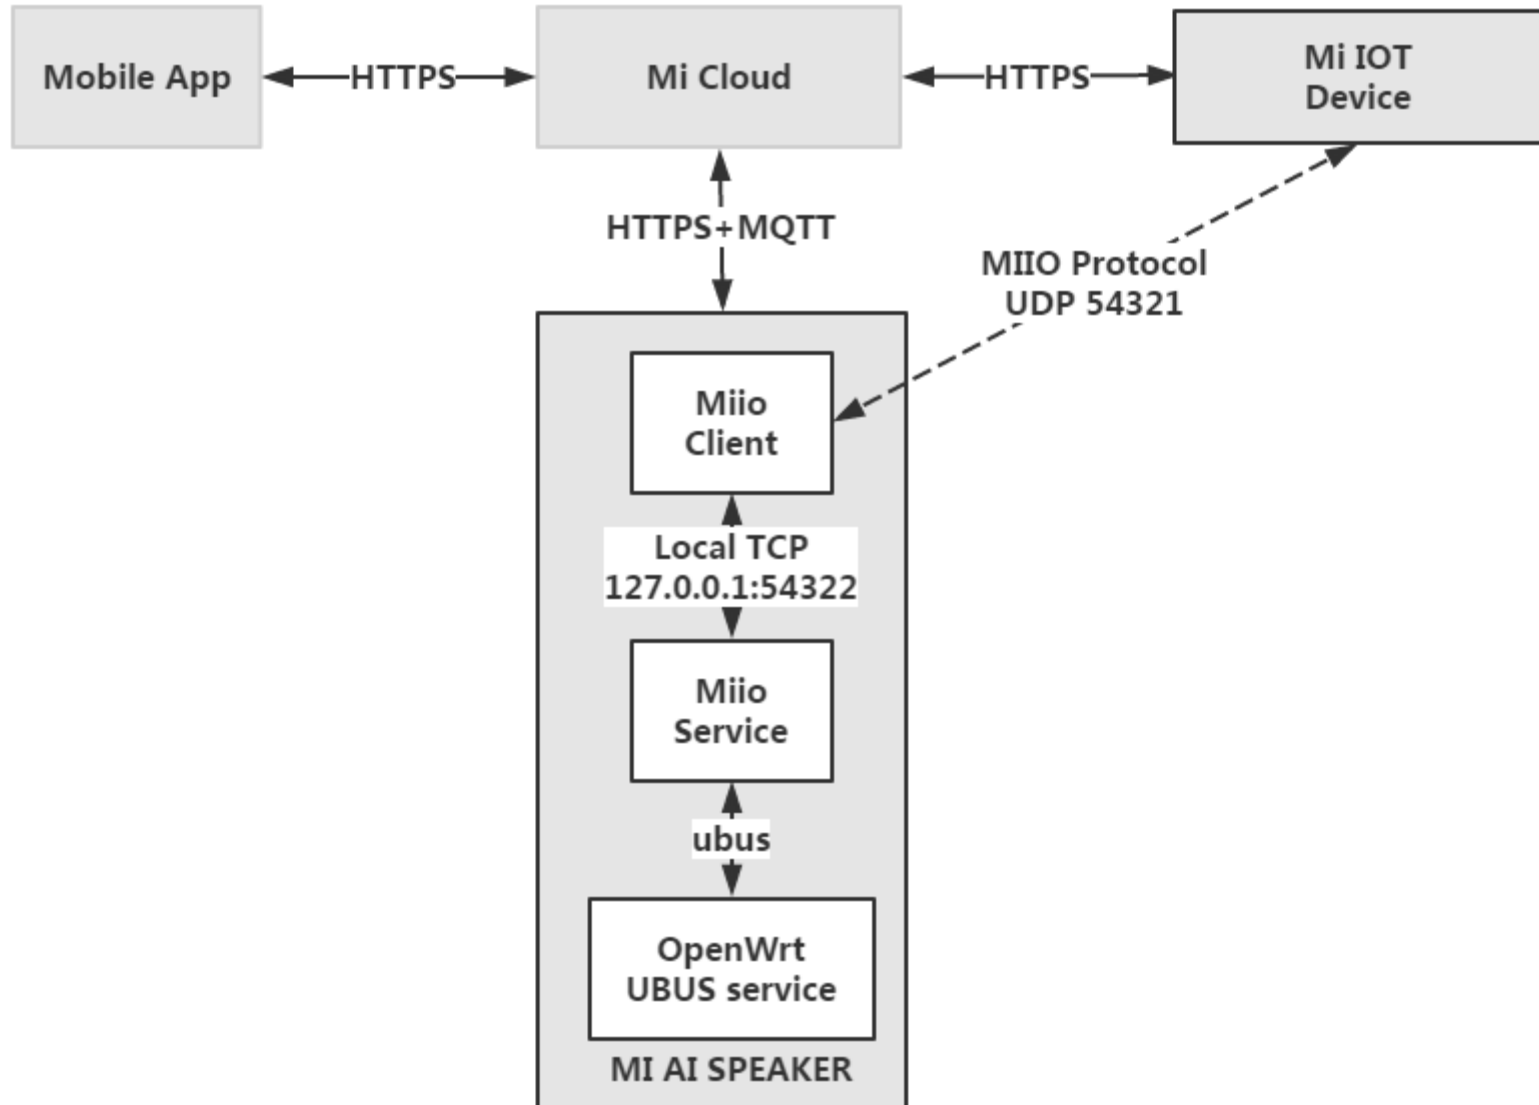 Mobile App
HTTPS
Mi Cloud
HTTPS
Mi IOT
Device
HTTPS+MQTT
MIIO Protocol
UDP 54321
Miio
Client
Local TCP
127.0.0.1:54322
Miio
Service
ubus
OpenWrt
UBUS service
MI AI SPEAKER